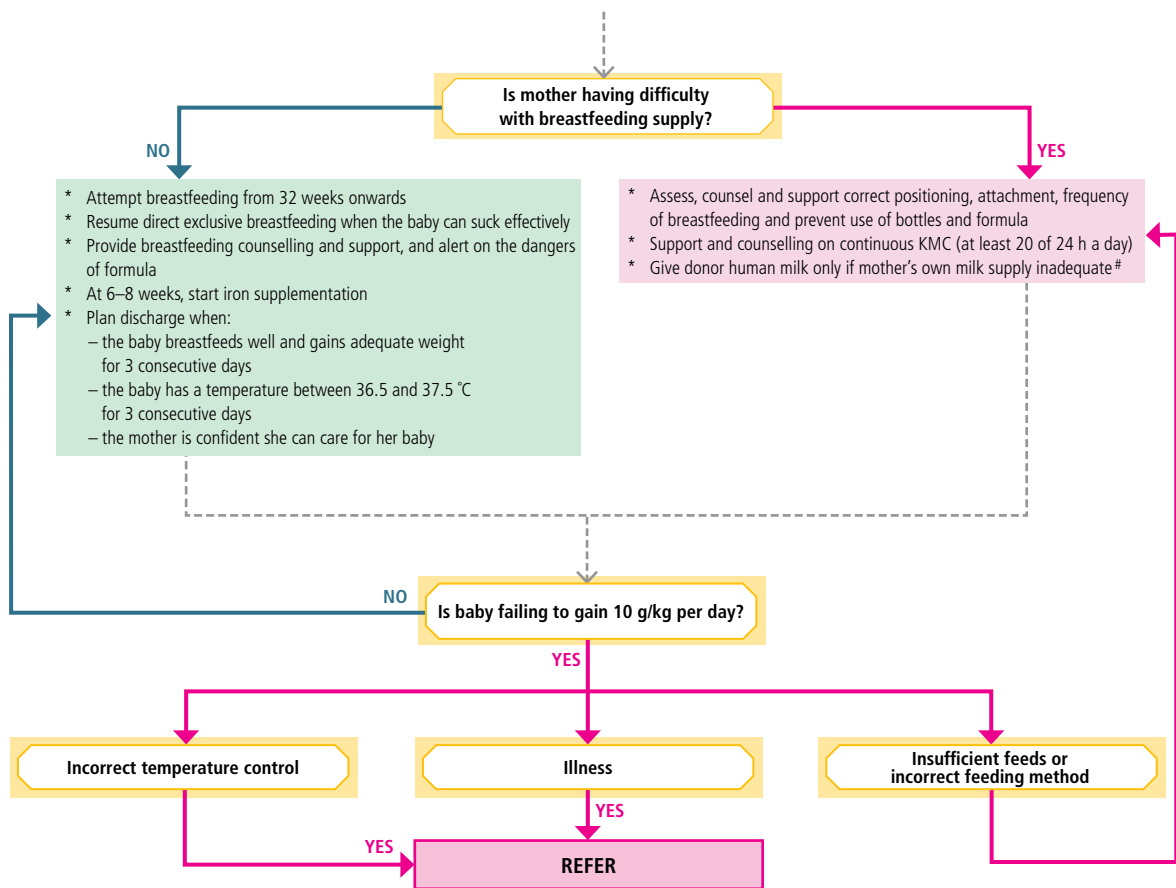 Is mother having difficulty
with breastfeeding supply?
NO
YES
* Attempt breastfeeding from 32 weeks onwards
* Resume direct exclusive breastfeeding when the baby can suck effectively
* Provide breastfeeding counselling and support, and alert on the dangers
of formula
* At 6–8 weeks, start iron supplementation
* Plan discharge when:
– the baby breastfeeds well and gains adequate weight
for 3 consecutive days
– the baby has a temperature between 36.5 and 37.5 ˚C
for 3 consecutive days
– the mother is confident she can care for her baby
* Assess, counsel and support correct positioning, attachment, frequency
of breastfeeding and prevent use of bottles and formula
* Support and counselling on continuous KMC (at least 20 of 24 h a day)
* Give donor human milk only if mother's own milk supply inadequate #
NO
Is baby failing to gain 10 g/kg per day?
YES
Incorrect temperature control
Illness
Insufficient feeds or
incorrect feeding method
YES
YES
REFER